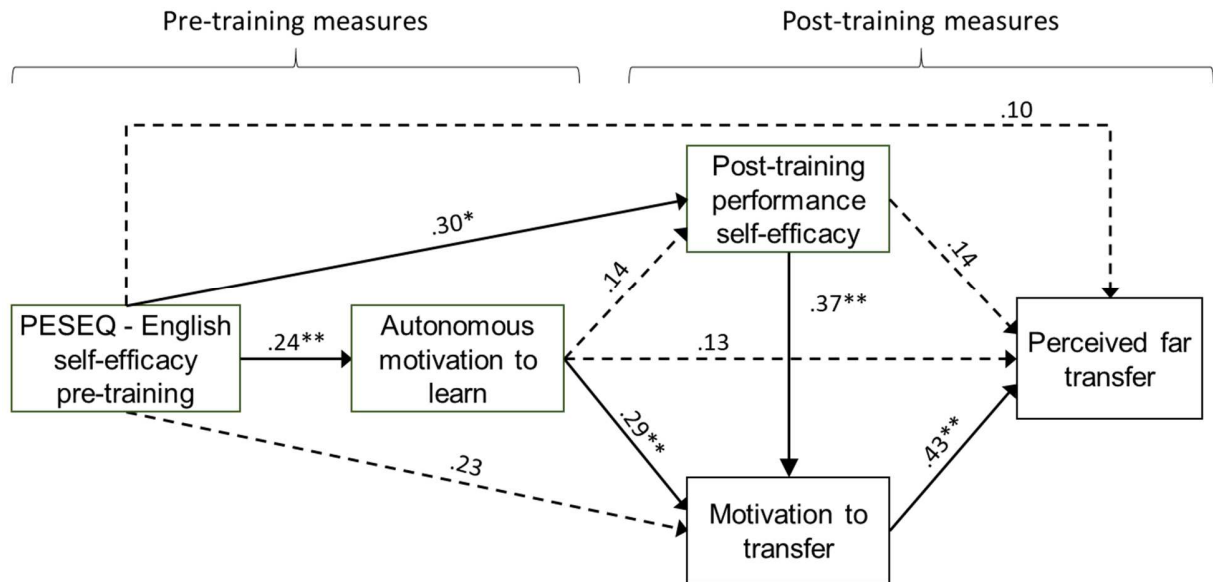 Pre-training measures
Post-training measures
.10
Post-training
performance
self-efficacy
.30*
.14
.14
PESEQ - English
self-efficacy
pre-training
.24**
Autonomous
motivation to
learn
.37**
.13
Perceived far
transfer
.29**
.43**
.23
Motivation to
transfer